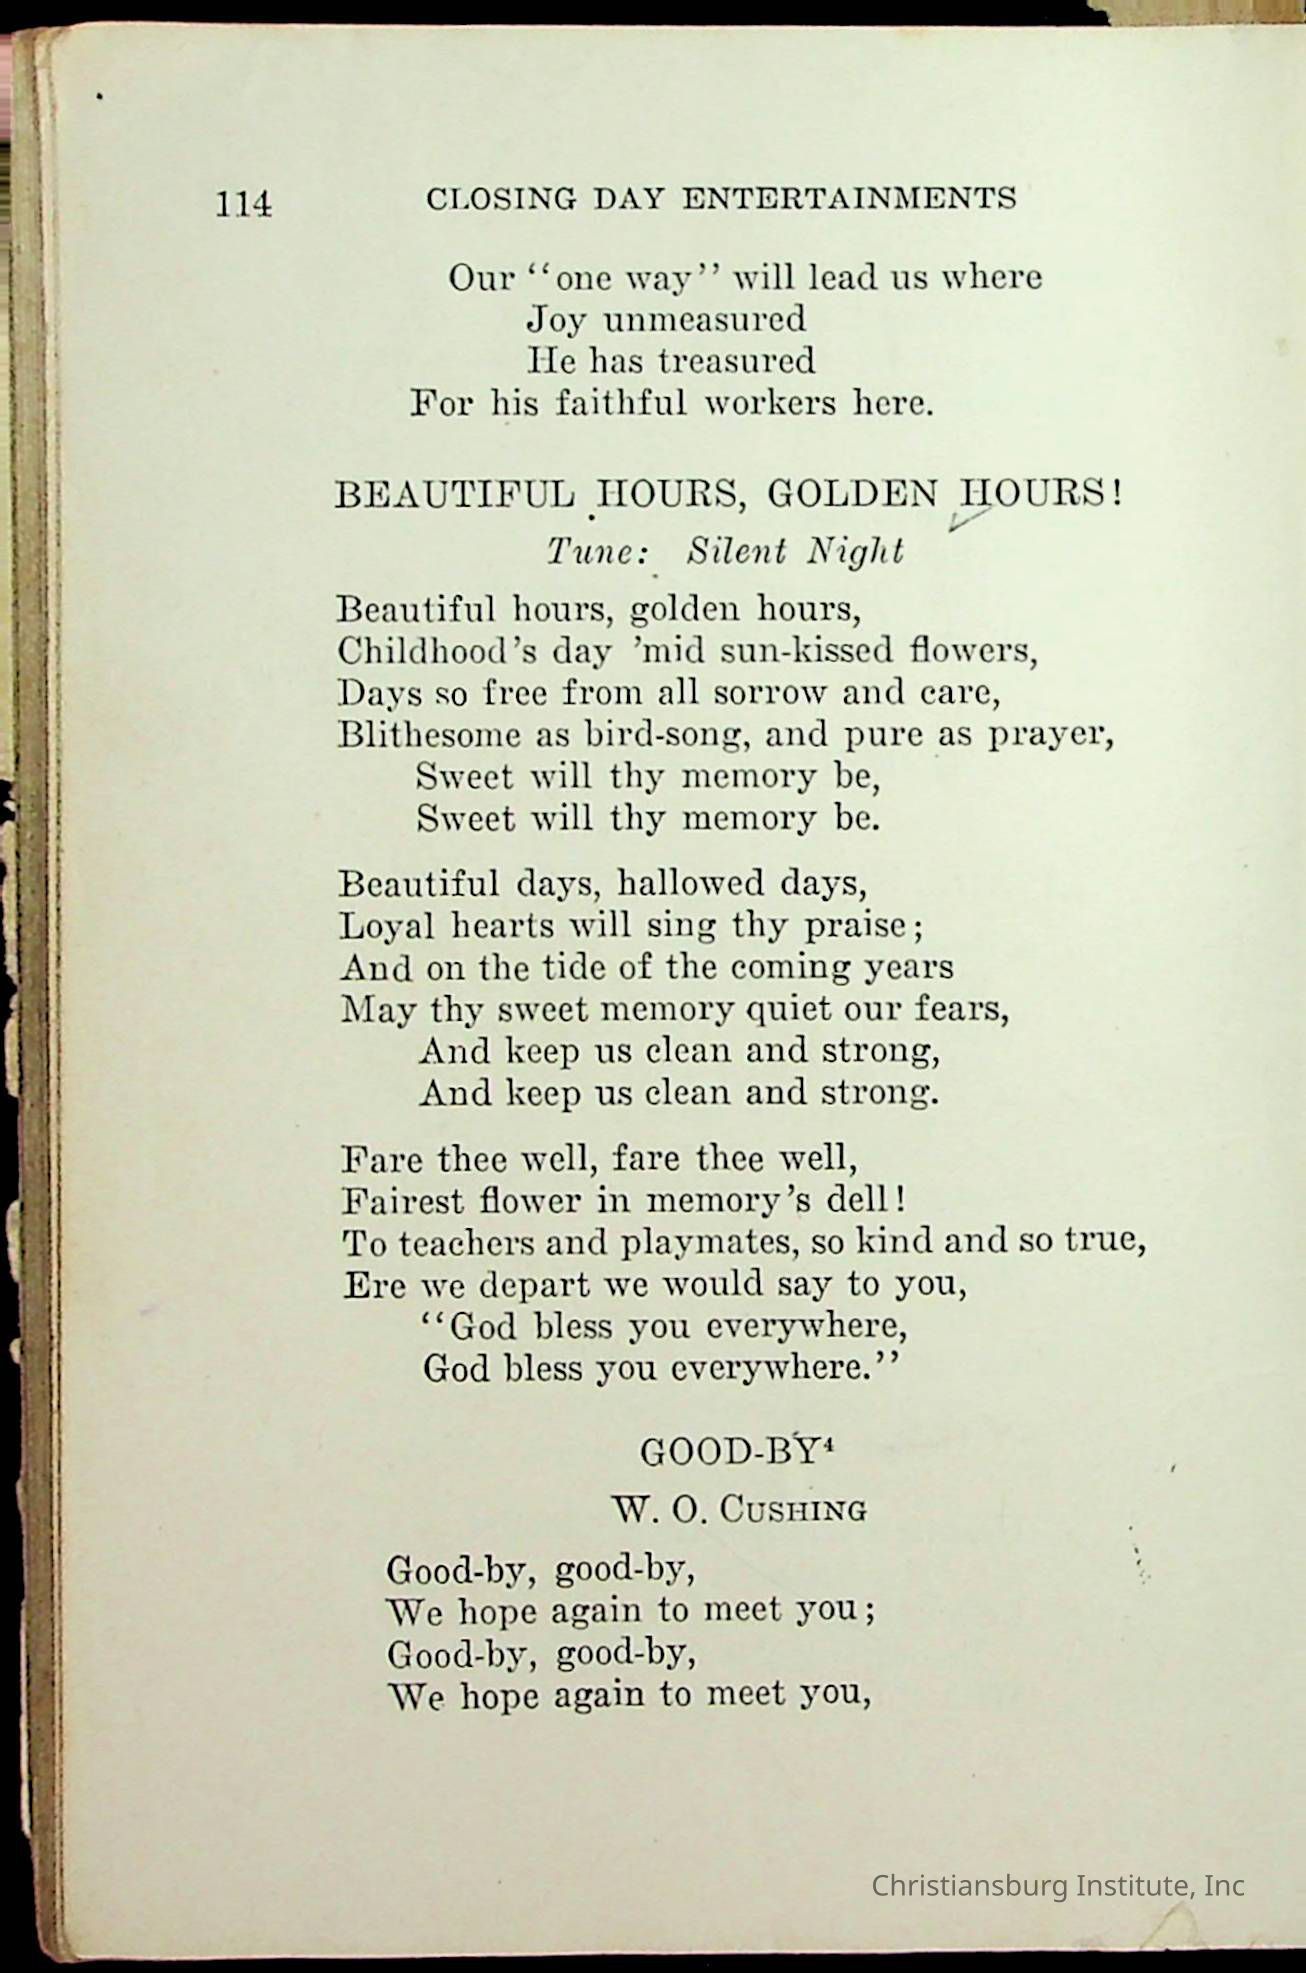 114 CLOSING DAY ENTERTAINMENTS
Our "one way" will lead us where
Joy unmeasured
He has treasured
For his faithful workers here.
BEAUTIFUL HOURS, GOLDEN HOURS!
Tune: Silent Night
Beautiful hours, golden hours,
Childhood's day 'mid sun-kissed flowers,
Days so free from all sorrow and care,
Blithesome as bird-song, and pure as prayer,
Sweet will thy memory be,
Sweet will thy memory be.
Beautiful days, hallowed days,
Loyal hearts will sing thy praise;
And on the tide of the coming years
May thy sweet memory quiet our fears,
And keep us clean and strong,
And keep us clean and strong.
Fare thee well, fare thee well,
Fairest flower in memory's dell!
To teachers and playmates, so kind and so true,
Ere we depart we would say to you,
"God bless you everywhere,
God bless you everywhere."
GOOD-BY⁴
W. O. CUSHING
Good-by, good-by,
We hope again to meet you;
Good-by, good-by,
We hope again to meet you,
Christiansburg Institute, Inc